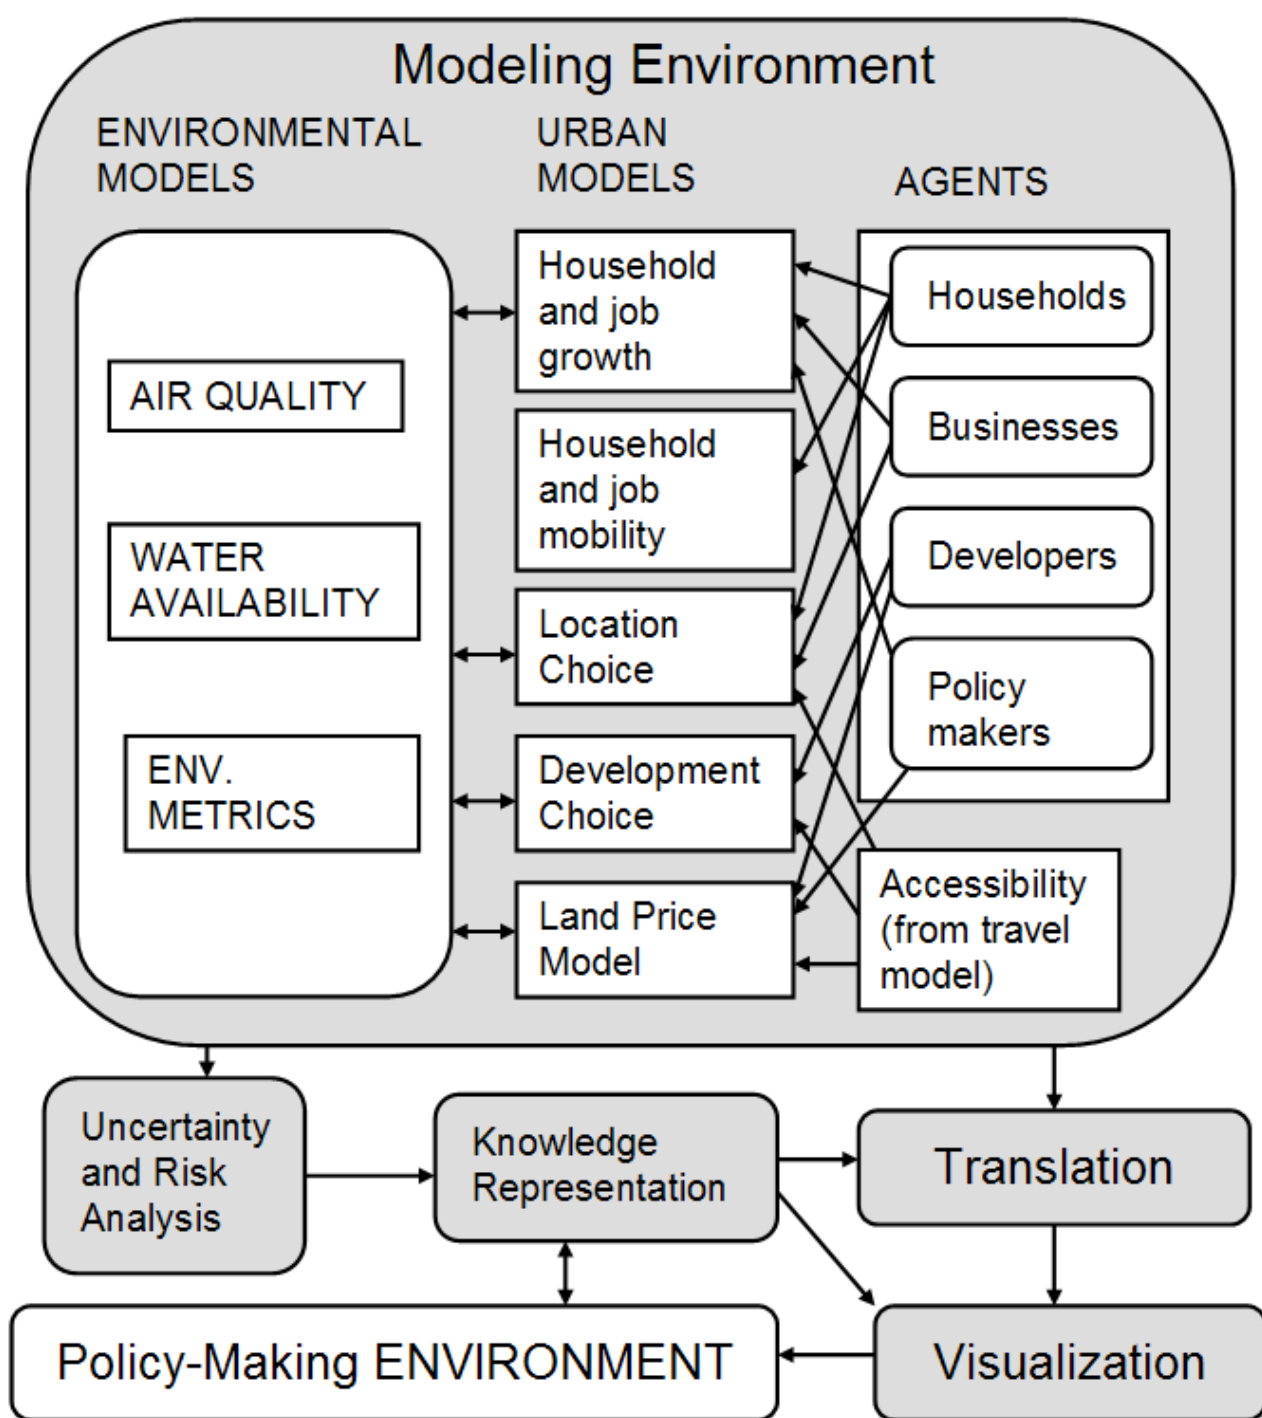 Modeling Environment
ENVIRONMENTAL
MODELS
AIR QUALITY
WATER
AVAILABILITY
ENV.
METRICS
URBAN
MODELS
Household
and job
growth
Household
and job
mobility
Location
Choice
Development
Choice
Land Price
Model
AGENTS
Households
Businesses
Developers
Policy
makers
Accessibility
(from travel
model)
Uncertainty
and Risk
Analysis
Knowledge
Representation
Translation
Policy-Making ENVIRONMENT
Visualization